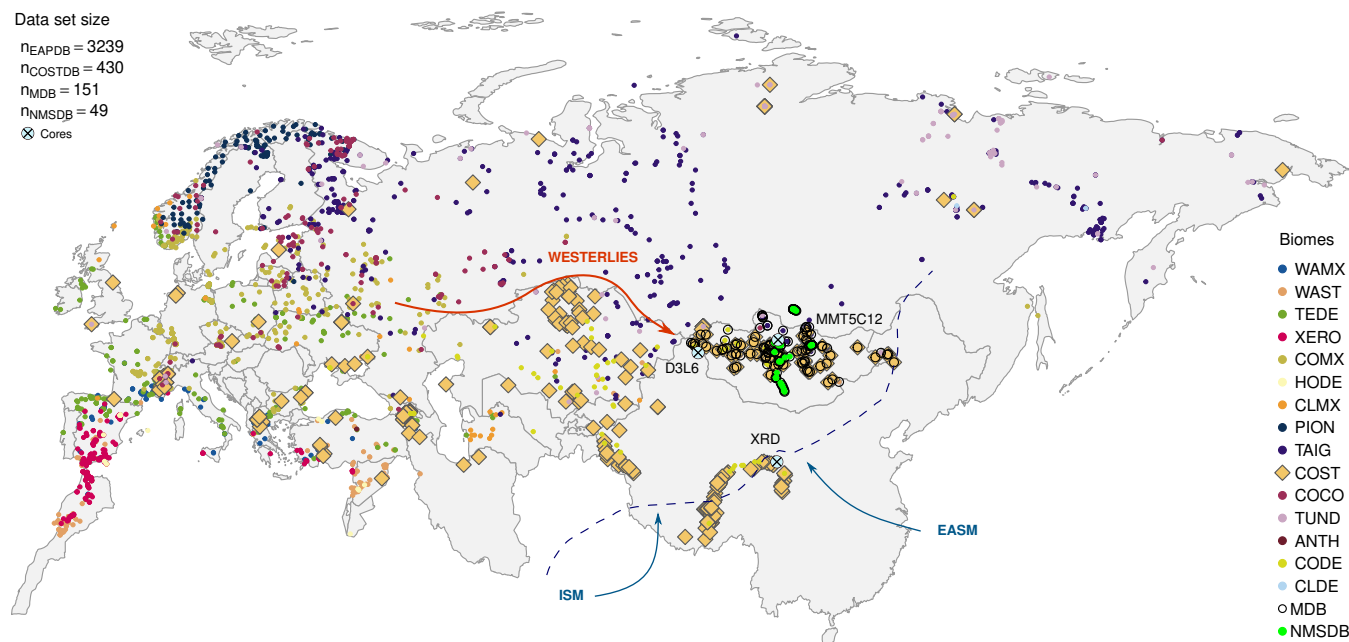 Data set size
nEAPDB = 3239
nCOSTDB = 430
nMDB = 151
nNMSDB = 49
Cores
WESTERLIES
MMT5C12
D3L6
XRD
EASM
ISM
Biomes
WAMX
WAST
TEDE
XERO
COMX
HODE
CLMX
PION
TAIG
COST
COCO
TUND
ANTH
CODE
CLDE
MDB
NMSDB